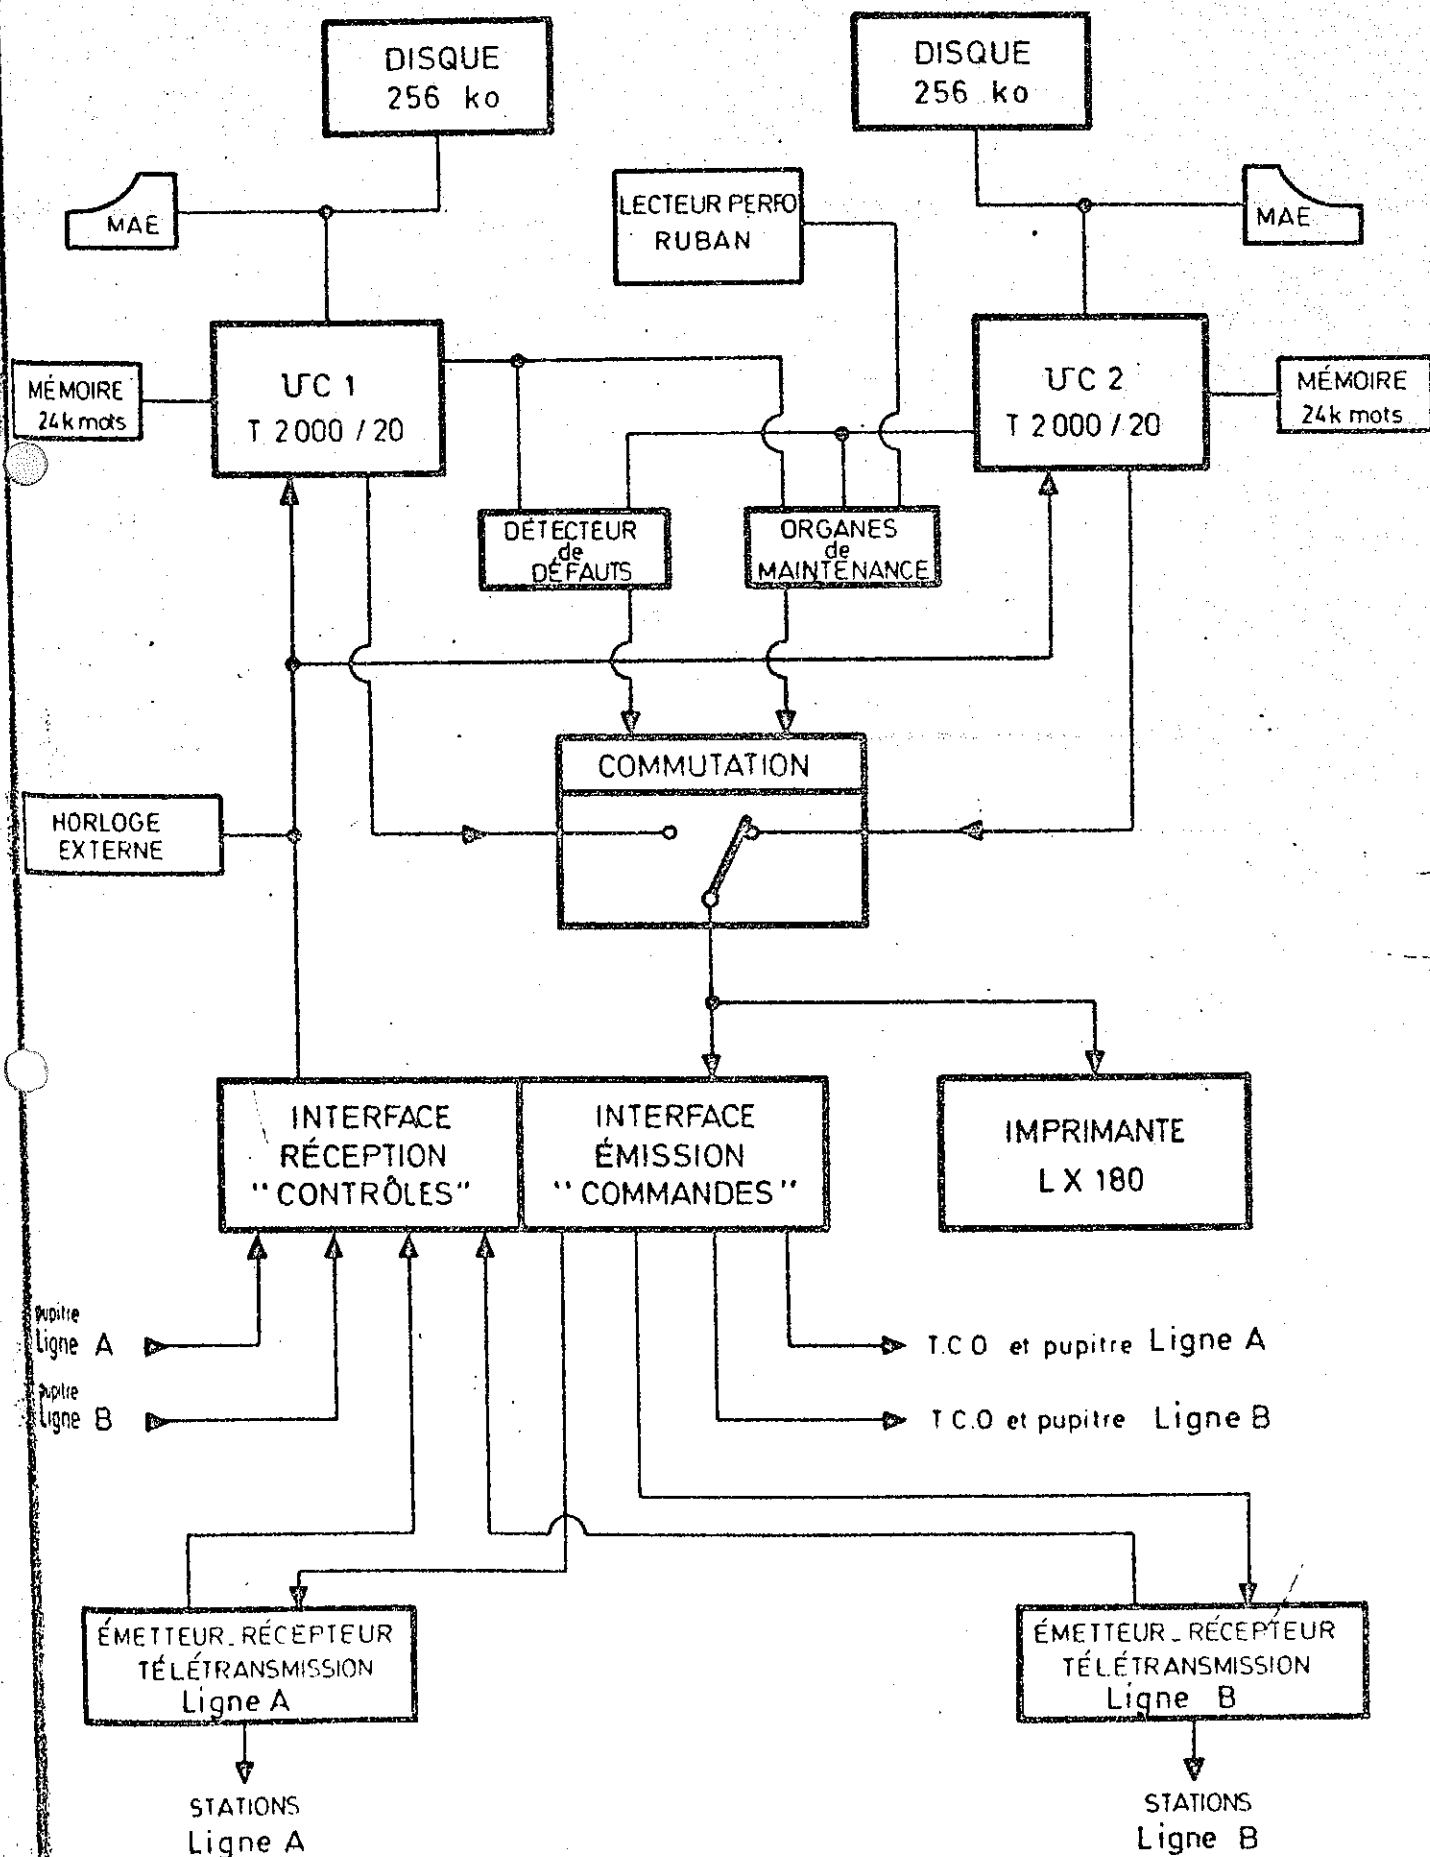 DISQUE
256 ko
DISQUE
256 ko
MAE
LECTEUR PERFO
RUBAN
MAE
MÉMOIRE
24k mots
UC 1
T 2000 / 20
UC 2
T 2000 / 20
MÉMOIRE
24k mots
DÉTECTEUR
de
DÉFAUTS
ORGANES
de
MAINTENANCE
COMMUTATION
HORLOGE
EXTERNE
INTERFACE
RÉCEPTION
"CONTRÔLES"
INTERFACE
ÉMISSION
"COMMANDES"
IMPRIMANTE
LX 180
pupitre
Ligne A
T.C.O et pupitre Ligne A
pupitre
Ligne B
T.C.O et pupitre Ligne B
ÉMETTEUR_RÉCEPTEUR
TÉLÉTRANSMISSION
Ligne A
ÉMETTEUR_RÉCEPTEUR
TÉLÉTRANSMISSION
Ligne B
STATIONS
Ligne A
STATIONS
Ligne B